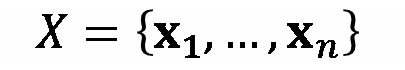 X = {𝐱₁, ..., 𝐱ₙ}